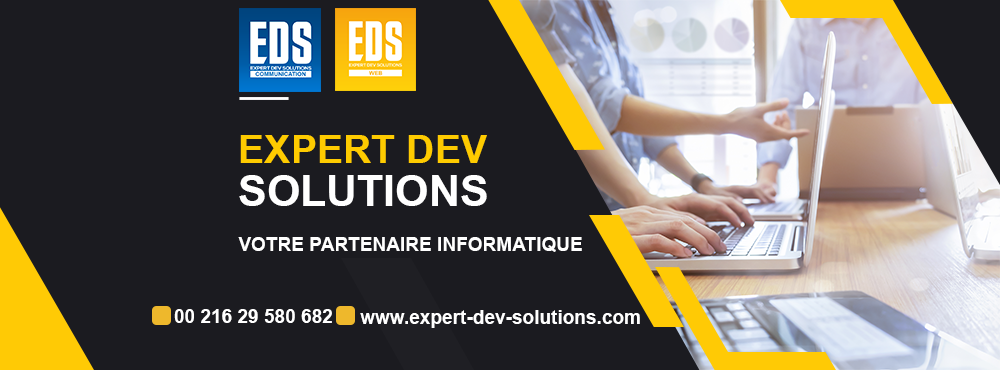 EDS
EXPERT DEV SOLUTIONS
COMMUNICATION
EDS
EXPERT DEV SOLUTIONS
WEB
EXPERT DEV
SOLUTIONS
VOTRE PARTENAIRE INFORMATIQUE
00 216 29 580 682
www.expert-dev-solutions.com